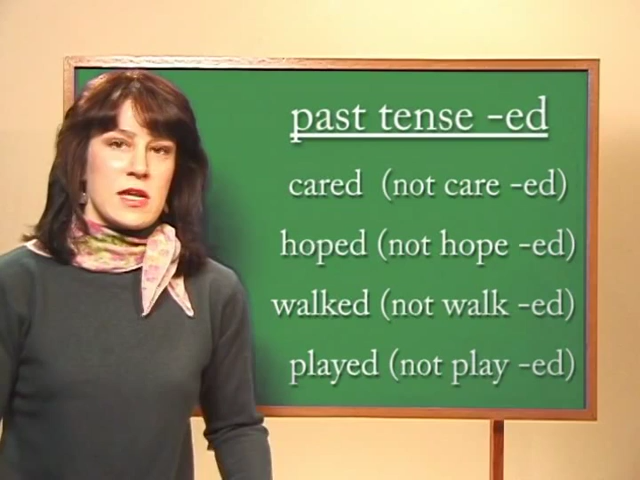 past tense -ed
cared (not care -ed)
hoped (not hope -ed)
walked (not walk -ed)
played (not play -ed)